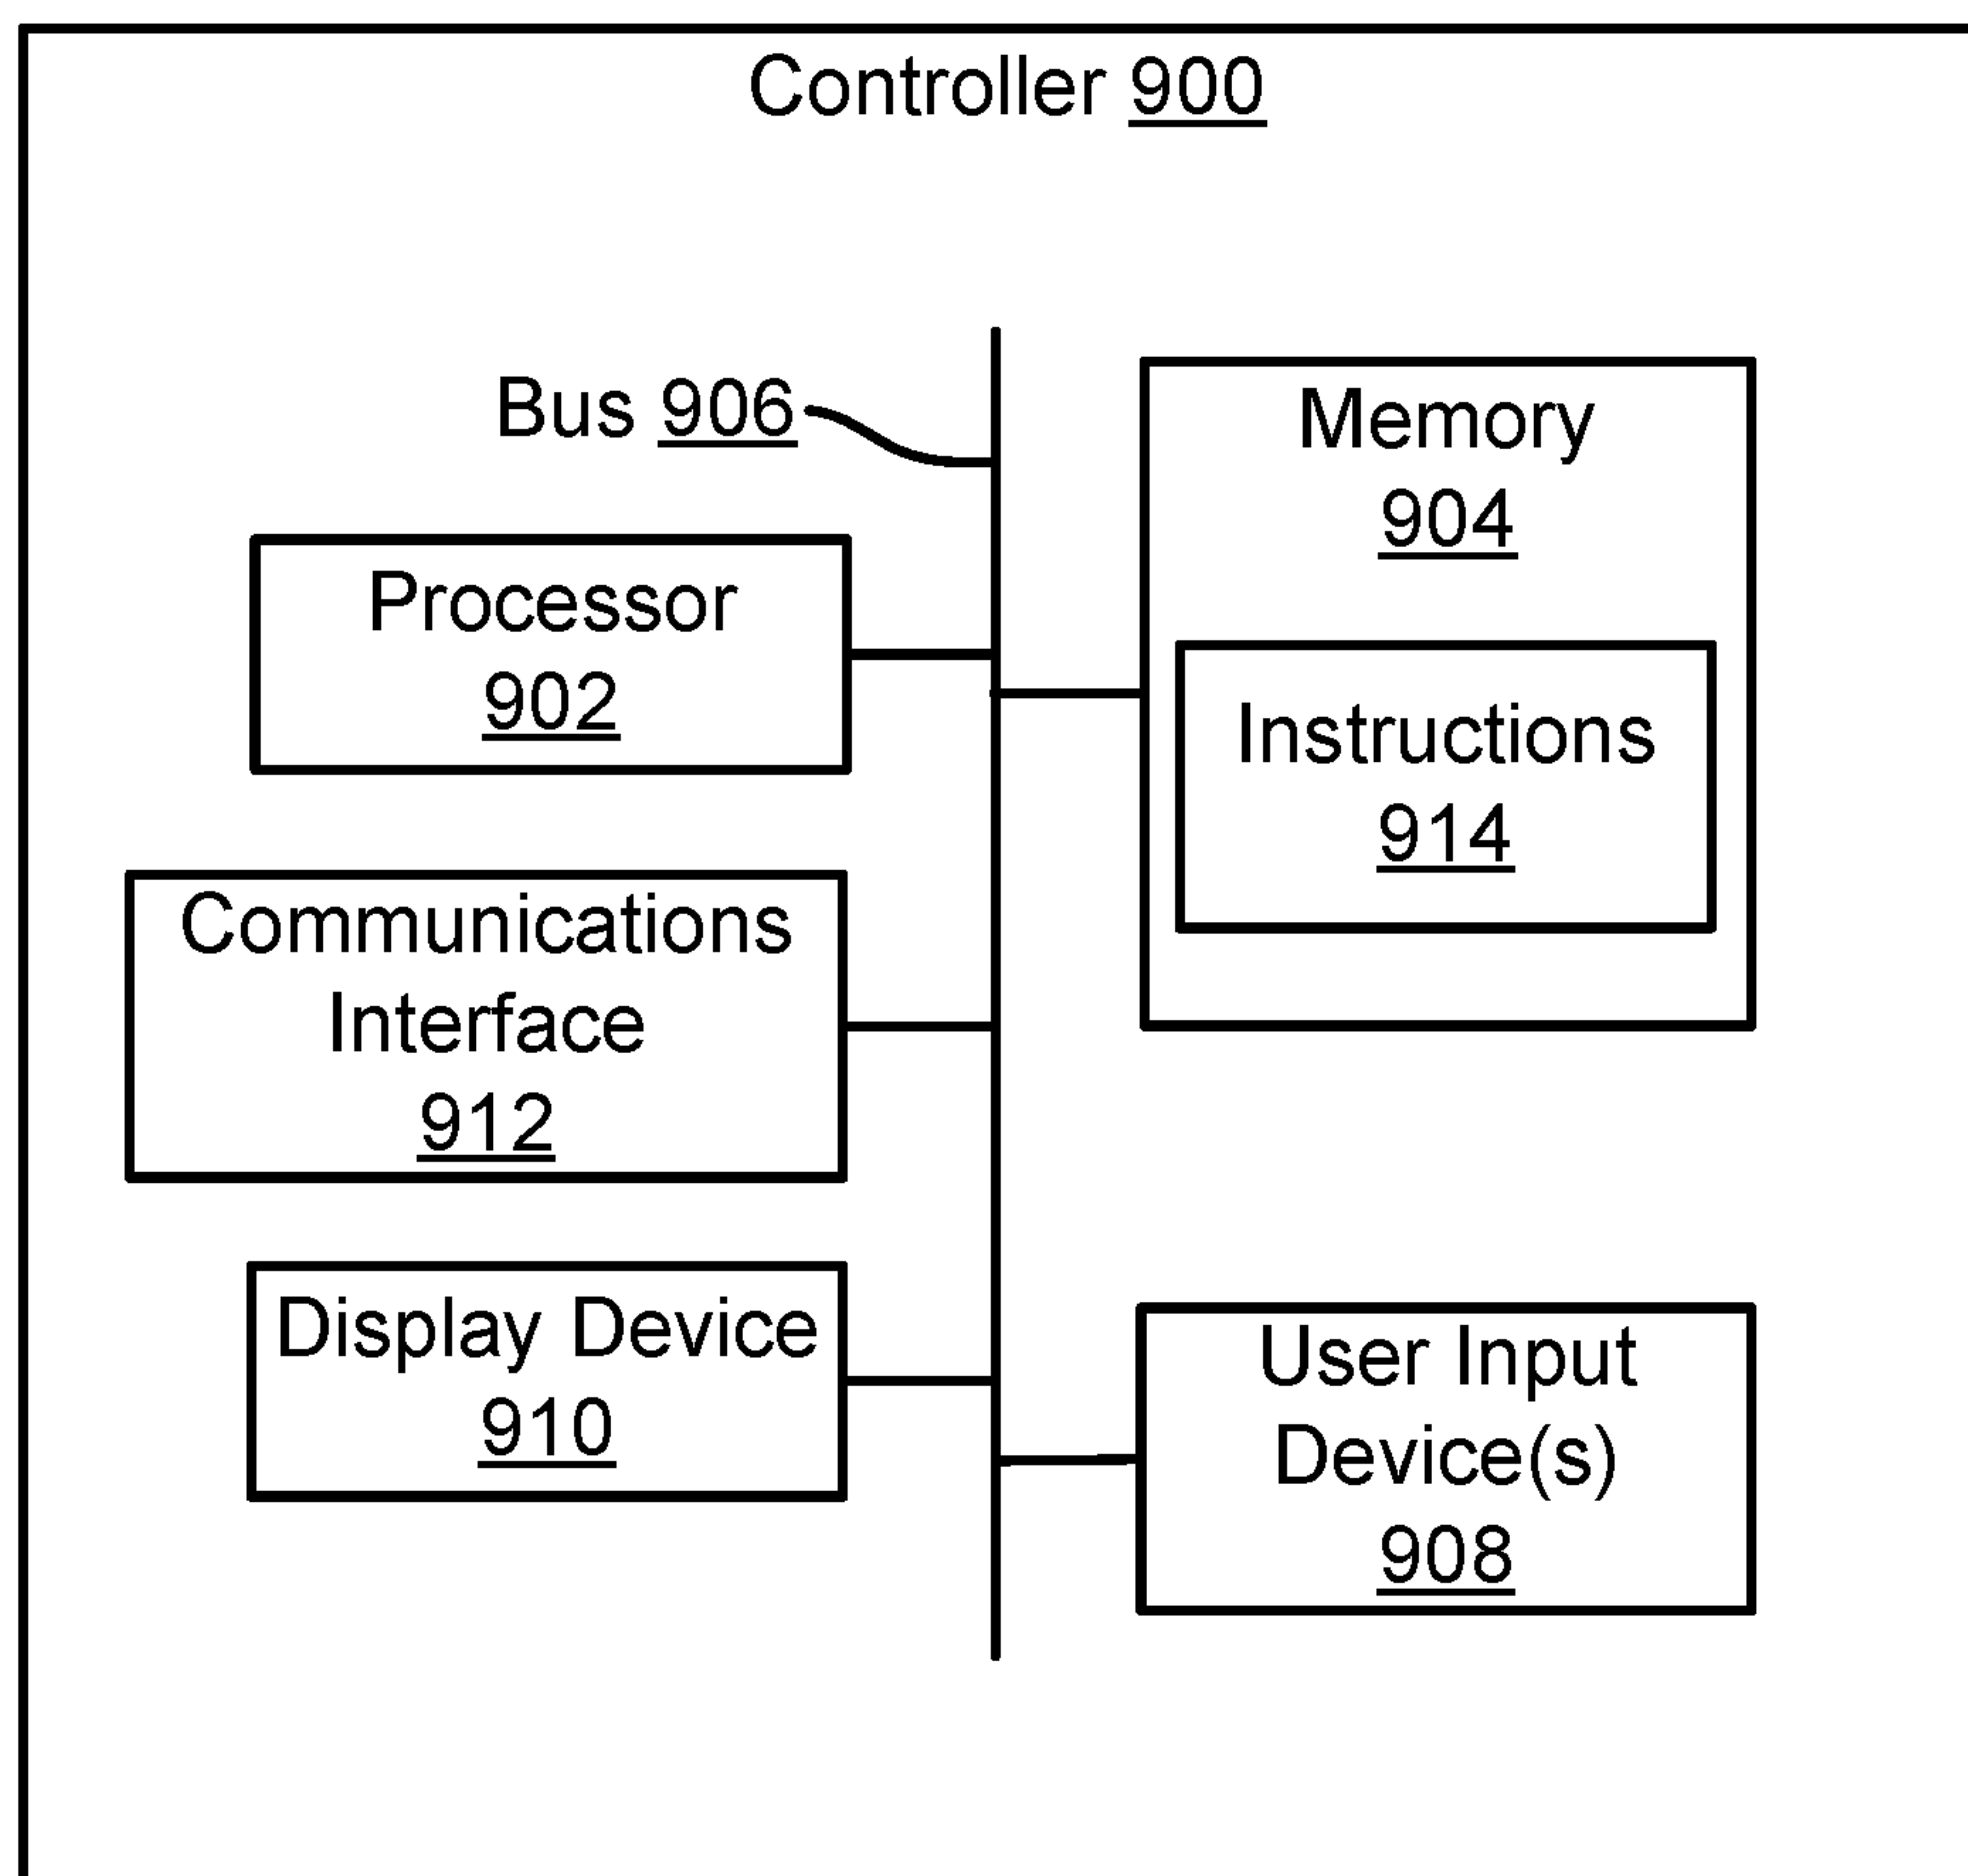 Controller 900
Bus 906
Processor
902
Memory
904
Instructions
914
Communications
Interface
912
Display Device
910
User Input
Device(s)
908